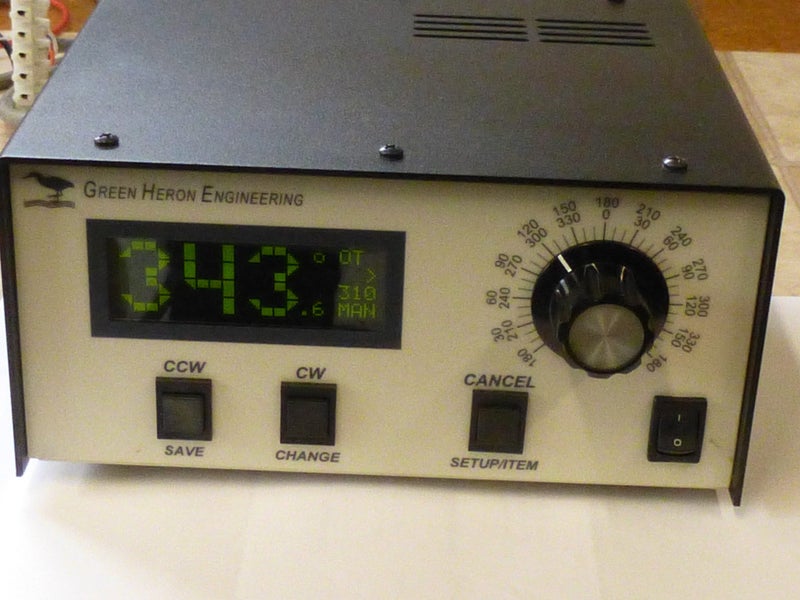 GREEN HERON ENGINEERING
343.6° OT
>
310
MAN
180 210 240 270 300 330 180
0 30 60 90 120 150
150 120 90 60 30
330 300 270 240 210 180
CCW
CW
CANCEL
SAVE
CHANGE
SETUP/ITEM
I
O